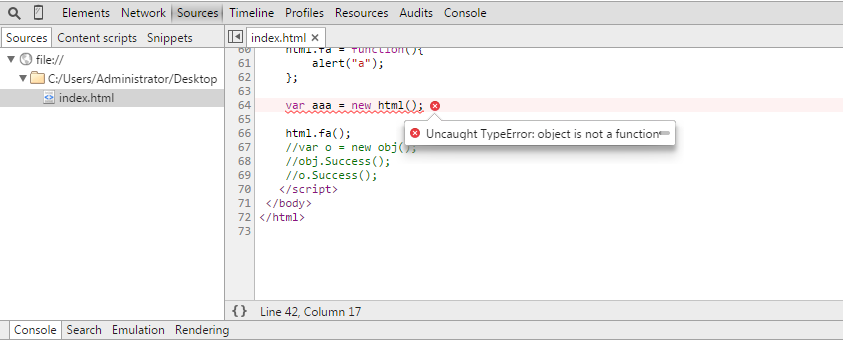 Elements Network Sources Timeline Profiles Resources Audits Console
Sources Content scripts Snippets
index.html ×
file://
C:/Users/Administrator/Desktop
index.html
60 html.fa = function(){
61 alert("a");
62 };
63
64 var aaa = new html();
Uncaught TypeError: object is not a function
65
66 html.fa();
67 //var o = new obj();
68 //obj.Success();
69 //o.Success();
70 </script>
71 </body>
72 </html>
73
{} Line 42, Column 17
Console Search Emulation Rendering